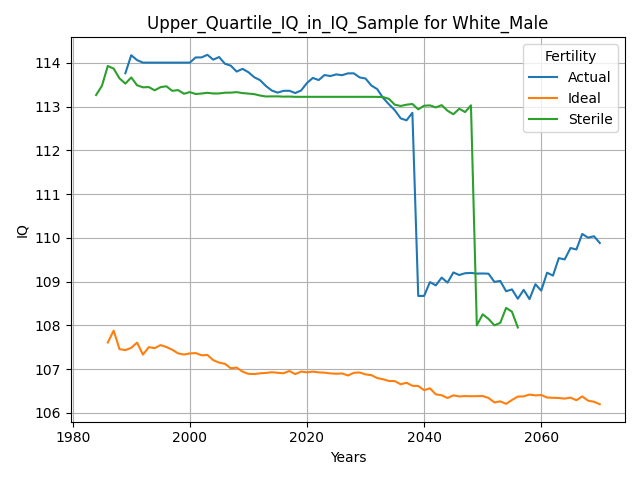 Upper_Quartile_IQ_in_IQ_Sample for White_Male
Fertility
Actual
Ideal
Sterile
IQ
114
113
112
111
110
109
108
107
106
1980
2000
2020
2040
2060
Years